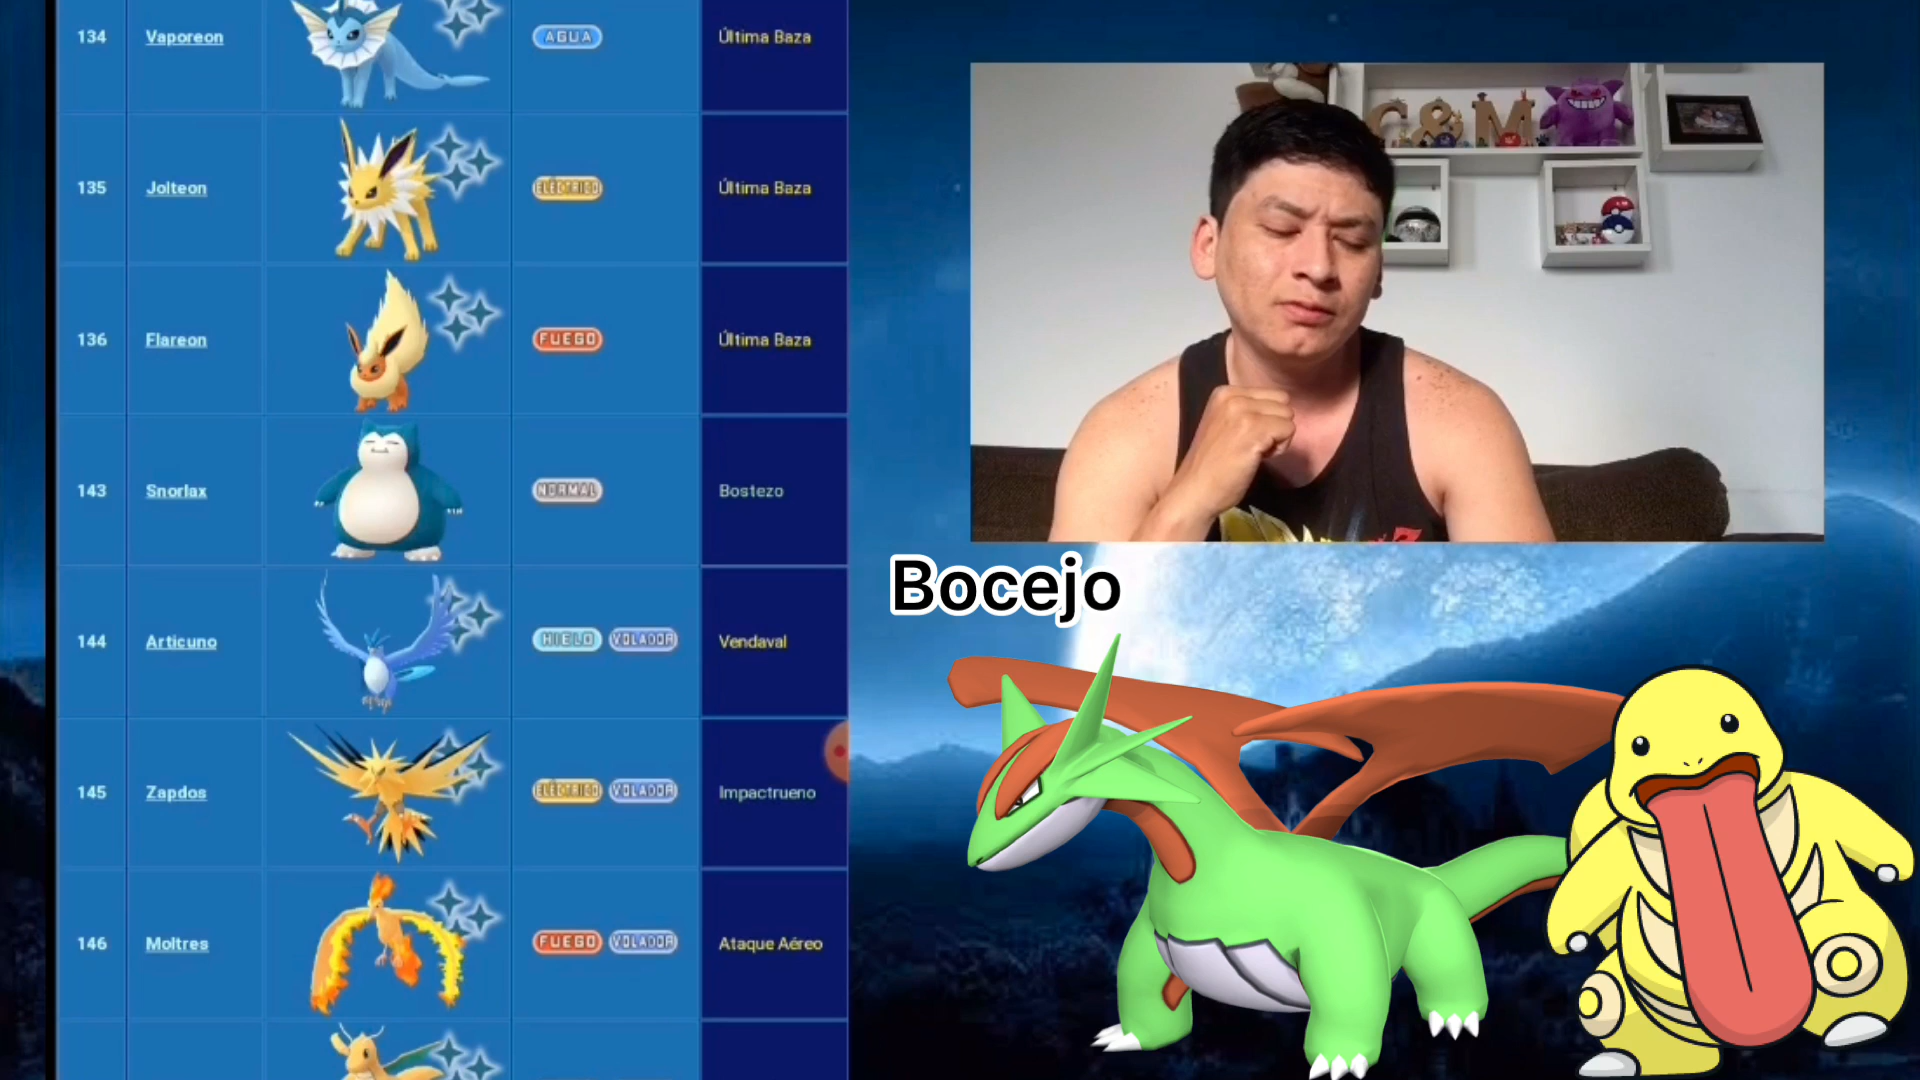 134 Vaporeon AGUA Última Baza
135 Jolteon ELÉCTRICO Última Baza
136 Flareon FUEGO Última Baza
143 Snorlax NORMAL Bostezo
144 Articuno HIELO VOLADOR Vendaval
145 Zapdos ELÉCTRICO VOLADOR Impactrueno
146 Moltres FUEGO VOLADOR Ataque Aéreo
C&M
Bocejo